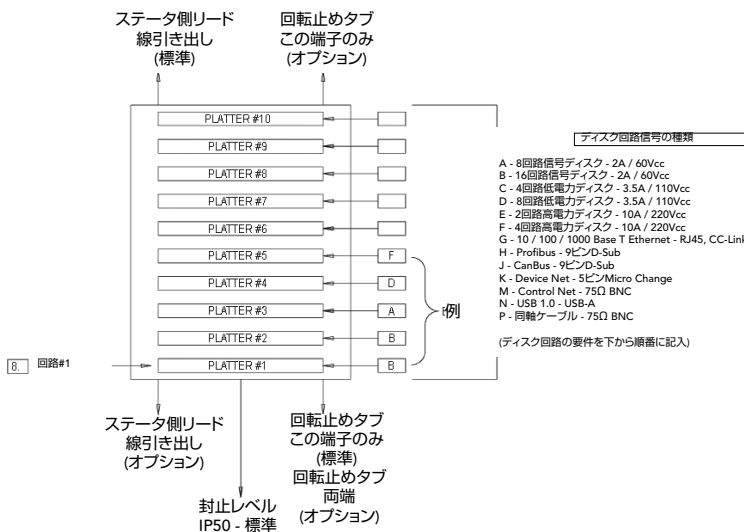 ステータ側リード
線引き出し
(標準)
回転止めタブ
この端子のみ
(オプション)
PLATTER #10
PLATTER #9
PLATTER #8
PLATTER #7
PLATTER #6
PLATTER #5
F
PLATTER #4
D
PLATTER #3
A
PLATTER #2
B
PLATTER #1
B
例
8.
回路#1
ディスク回路信号の種類
A - 8回路信号ディスク - 2A / 60Vcc
B - 16回路信号ディスク - 2A / 60Vcc
C - 4回路低電力ディスク - 3.5A / 110Vcc
D - 8回路低電力ディスク - 3.5A / 110Vcc
E - 2回路高電力ディスク - 10A / 220Vcc
F - 4回路高電力ディスク - 10A / 220Vcc
G - 10 / 100 / 1000 Base T Ethernet - RJ45, CC-Link
H - Profibus - 9ピンD-Sub
J - CanBus - 9ピンD-Sub
K - Device Net - 5ピンMicro Change
M - Control Net - 75Ω BNC
N - USB 1.0 - USB-A
P - 同軸ケーブル - 75Ω BNC
(ディスク回路の要件を下から順番に記入)
ステータ側リード
線引き出し
(オプション)
回転止めタブ
この端子のみ
(標準)
回転止めタブ
両端
(オプション)
封止レベル
IP50 - 標準